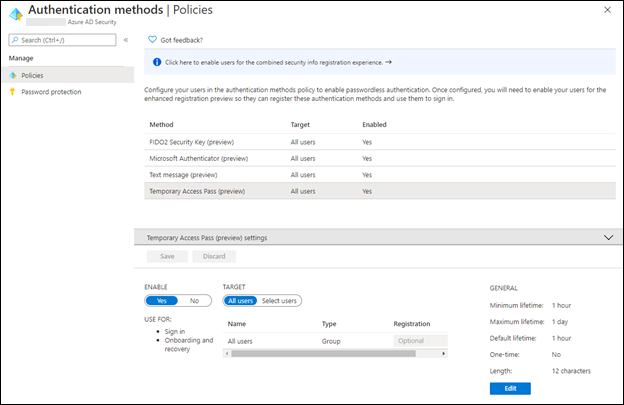 Authentication methods | Policies
Azure AD Security
Search (Ctrl+/)
Manage
Policies
Password protection
Got feedback?
Click here to enable users for the combined security info registration experience. →
Configure your users in the authentication methods policy to enable passwordless authentication. Once configured, you will need to enable your users for the
enhanced registration preview so they can register these authentication methods and use them to sign in.
Method Target Enabled
FIDO2 Security Key (preview) All users Yes
Microsoft Authenticator (preview) All users Yes
Text message (preview) All users Yes
Temporary Access Pass (preview) All users Yes
Temporary Access Pass (preview) settings
Save Discard
ENABLE TARGET
Yes No All users Select users
USE FOR:
• Sign in
• Onboarding and
recovery
Name Type Registration
All users Group Optional
GENERAL
Minimum lifetime: 1 hour
Maximum lifetime: 1 day
Default lifetime: 1 hour
One-time: No
Length: 12 characters
Edit